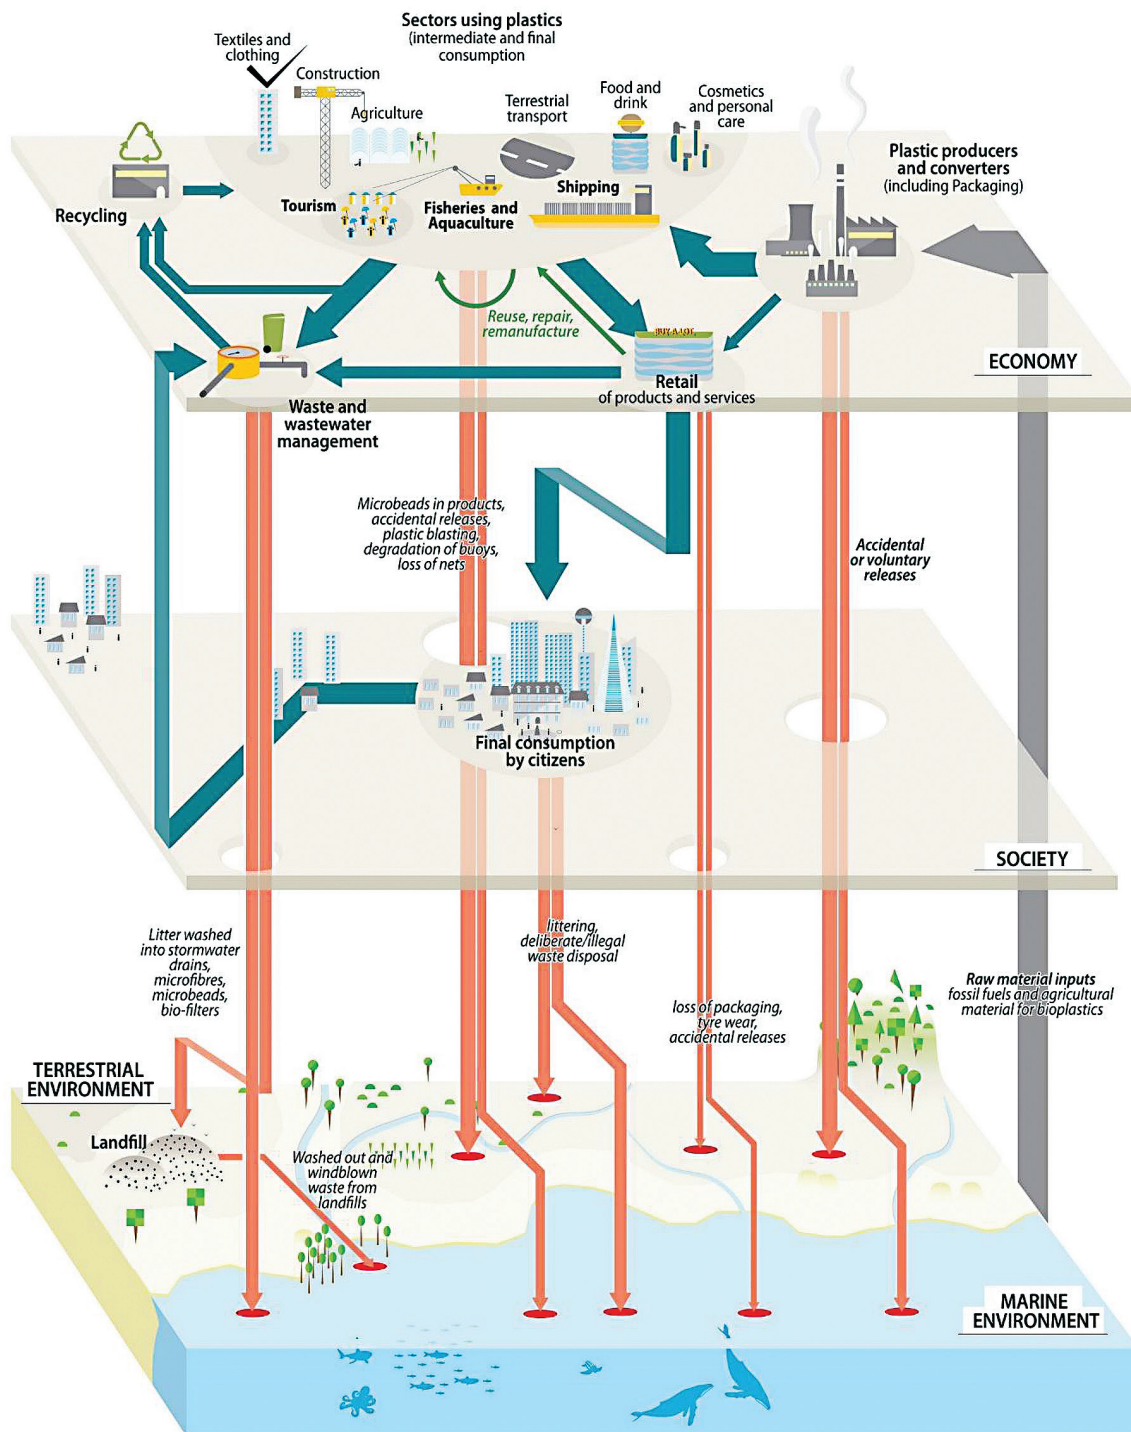 Sectors using plastics
(intermediate and final
consumption
Textiles and
clothing
Construction
Agriculture
Terrestrial
transport
Food and
drink
Cosmetics
and personal
care
Plastic producers
and converters
(including Packaging)
Recycling
Tourism
Fisheries and
Aquaculture
Shipping
Reuse, repair,
remanufacture
BUY-A-LOT
Retail
of products and services
ECONOMY
Waste and
wastewater
management
Microbeads in products,
accidental releases,
plastic blasting,
degradation of buoys,
loss of nets
Accidental
or voluntary
releases
Final consumption
by citizens
SOCIETY
Litter washed
into stormwater
drains,
microfibres,
microbeads,
bio-filters
littering,
deliberate/illegal
waste disposal
loss of packaging,
tyre wear,
accidental releases
Raw material inputs
fossil fuels and agricultural
material for bioplastics
TERRESTRIAL
ENVIRONMENT
Landfill
Washed out and
windblown
waste from
landfills
MARINE
ENVIRONMENT